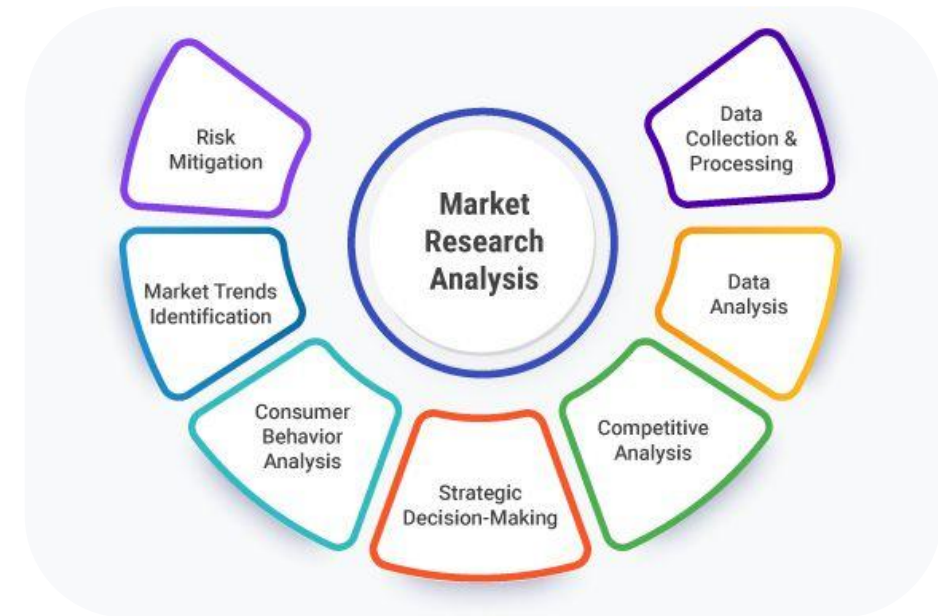 Market
Research
Analysis
Risk
Mitigation
Market Trends
Identification
Consumer
Behavior
Analysis
Strategic
Decision-Making
Competitive
Analysis
Data
Analysis
Data
Collection &
Processing